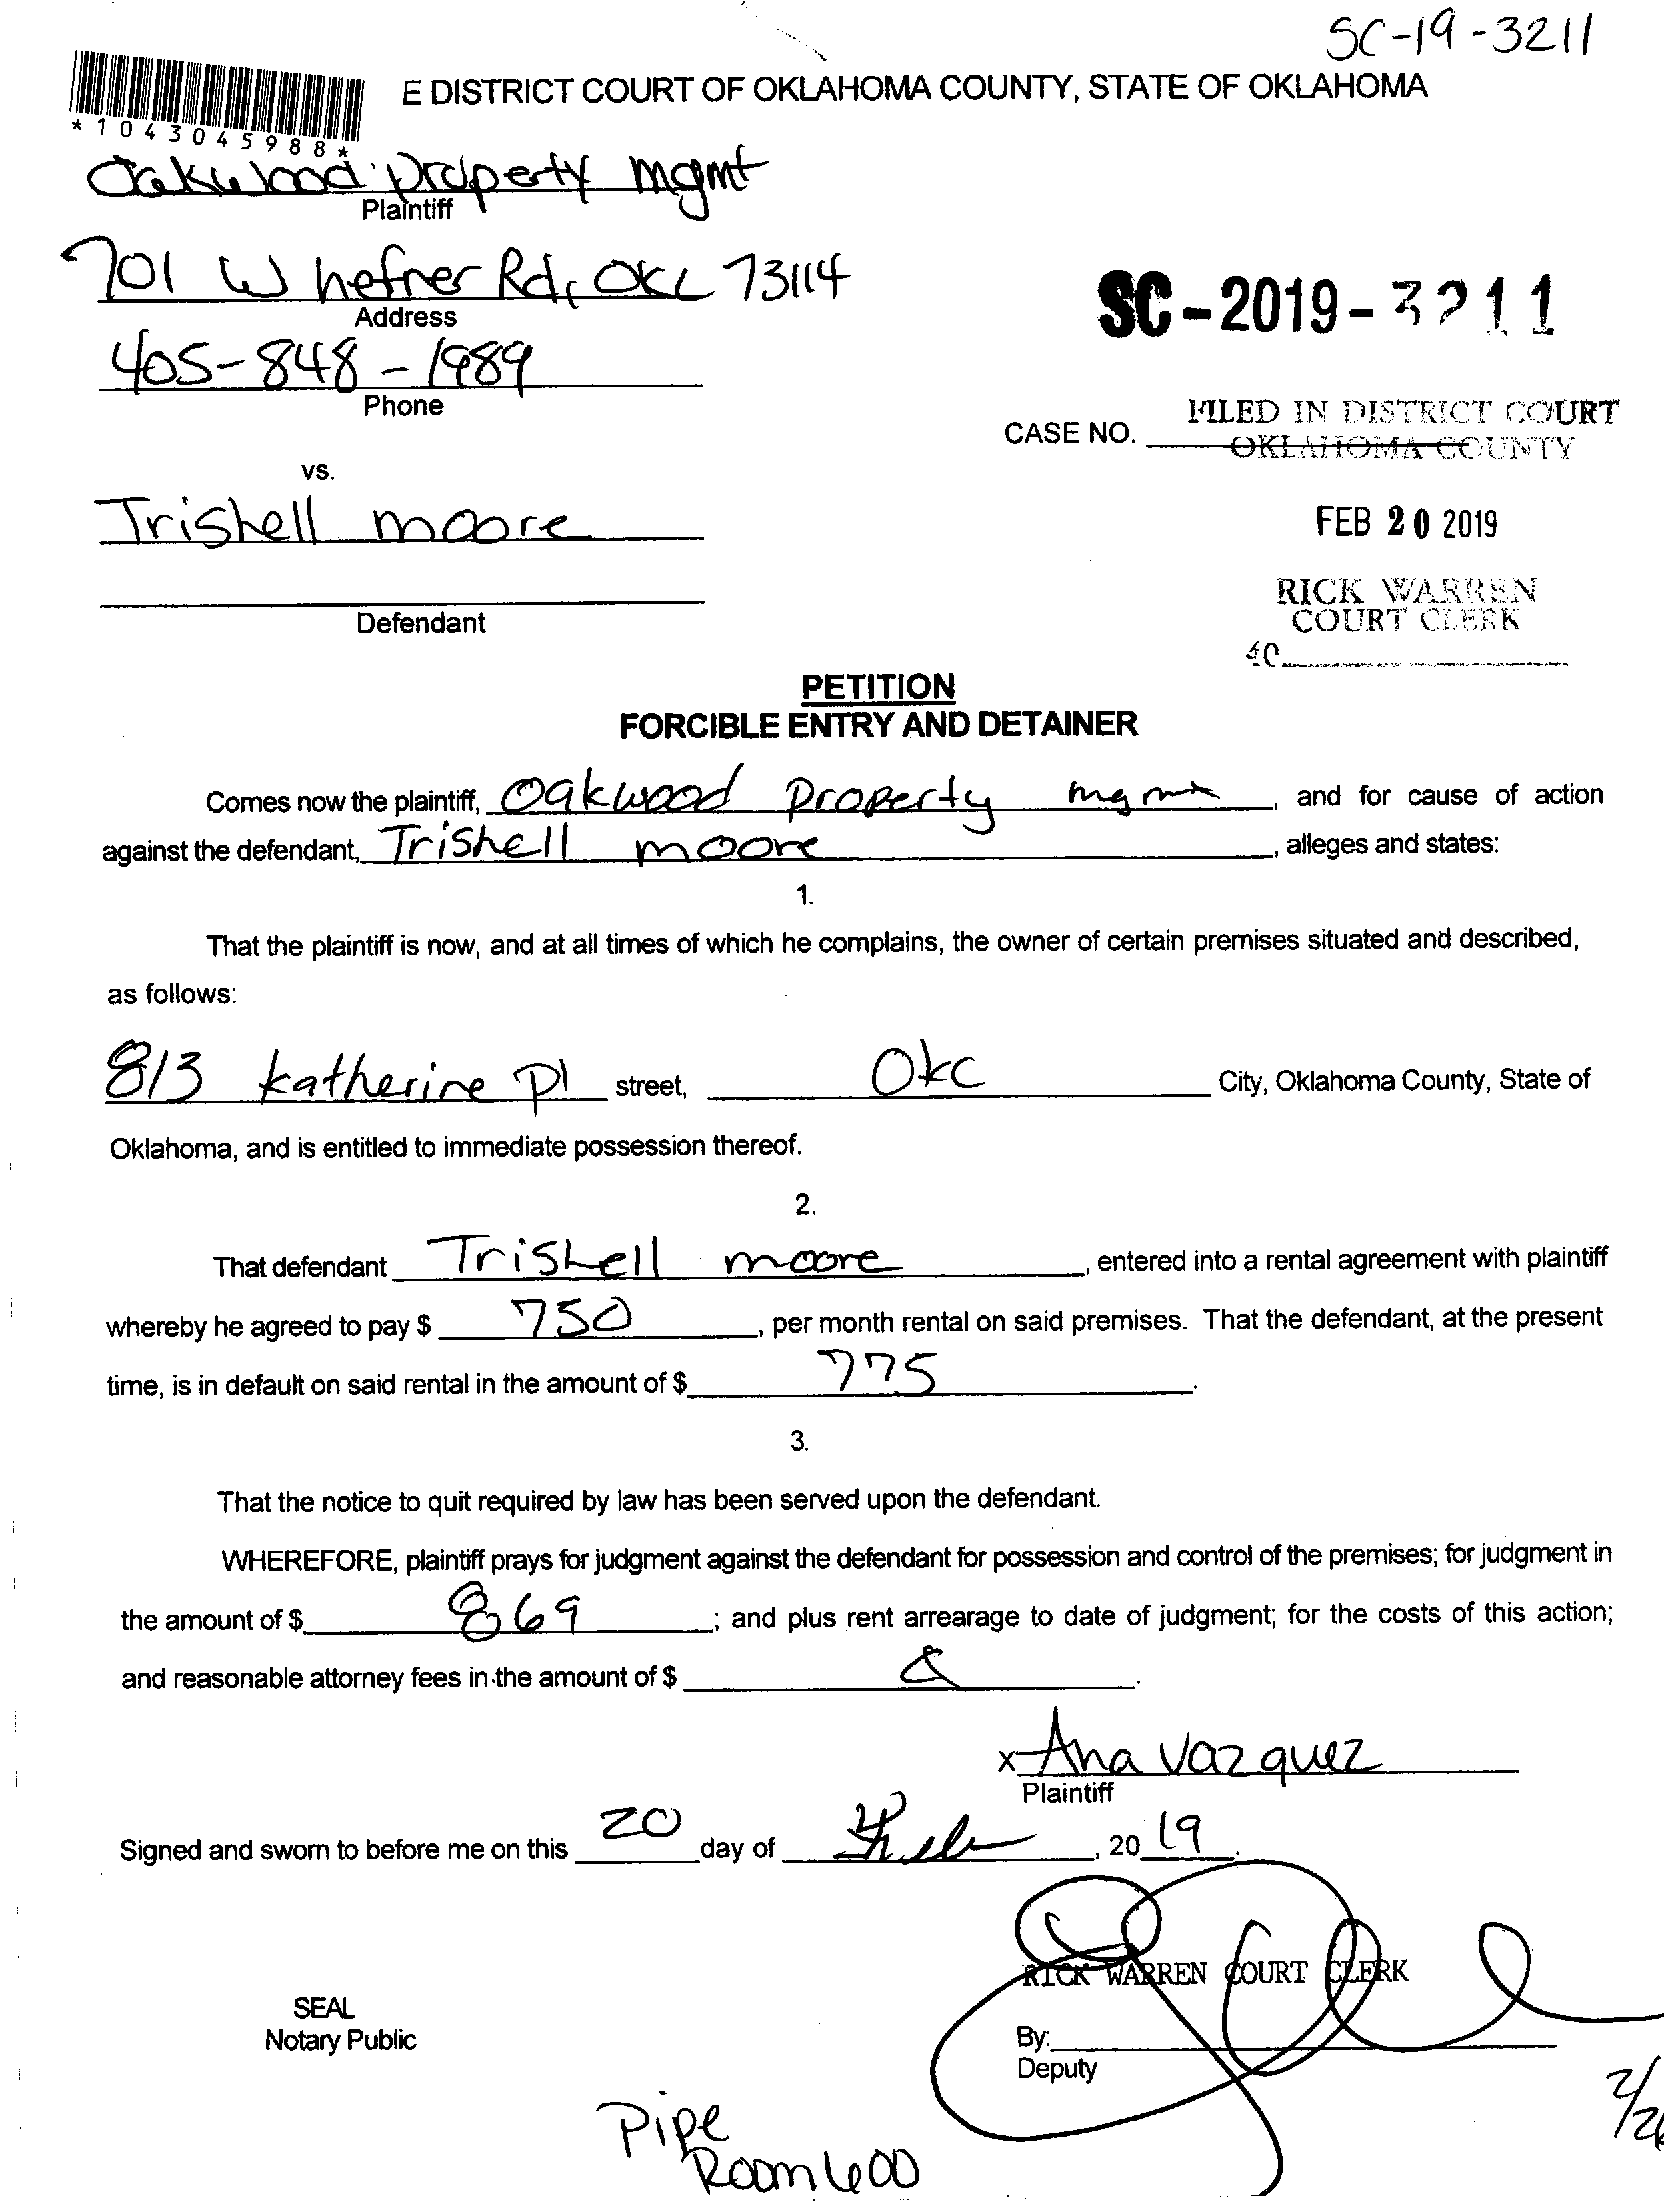 SC-19-3211
E DISTRICT COURT OF OKLAHOMA COUNTY, STATE OF OKLAHOMA
*1043045988*
Oakwood Property Mgmt
Plaintiff
701 W hefner Rd, OKC 73114
Address
SC-2019-3211
405-848-1989
Phone
FILED IN DISTRICT COURT
CASE NO.
OKLAHOMA COUNTY
vs.
Trishell moore
FEB 20 2019
RICK WARREN
COURT CLERK
Defendant
40
PETITION
FORCIBLE ENTRY AND DETAINER
Comes now the plaintiff, Oakwood Property mgmt, and for cause of action
against the defendant, Trishell moore, alleges and states:
1.
That the plaintiff is now, and at all times of which he complains, the owner of certain premises situated and described,
as follows:
813 Katherine Pl street, OKC City, Oklahoma County, State of
Oklahoma, and is entitled to immediate possession thereof.
2.
That defendant Trishell moore, entered into a rental agreement with plaintiff
whereby he agreed to pay $ 750, per month rental on said premises. That the defendant, at the present
time, is in default on said rental in the amount of $ 775.
3.
That the notice to quit required by law has been served upon the defendant.
WHEREFORE, plaintiff prays for judgment against the defendant for possession and control of the premises; for judgment in
the amount of $ 869; and plus rent arrearage to date of judgment; for the costs of this action;
and reasonable attorney fees in the amount of $ .
x Ana Vazquez
Plaintiff
Signed and sworn to before me on this 20 day of Feb, 2019.
RICK WARREN COURT CLERK
SEAL
Notary Public
By:
Deputy
Pipe
Room 600